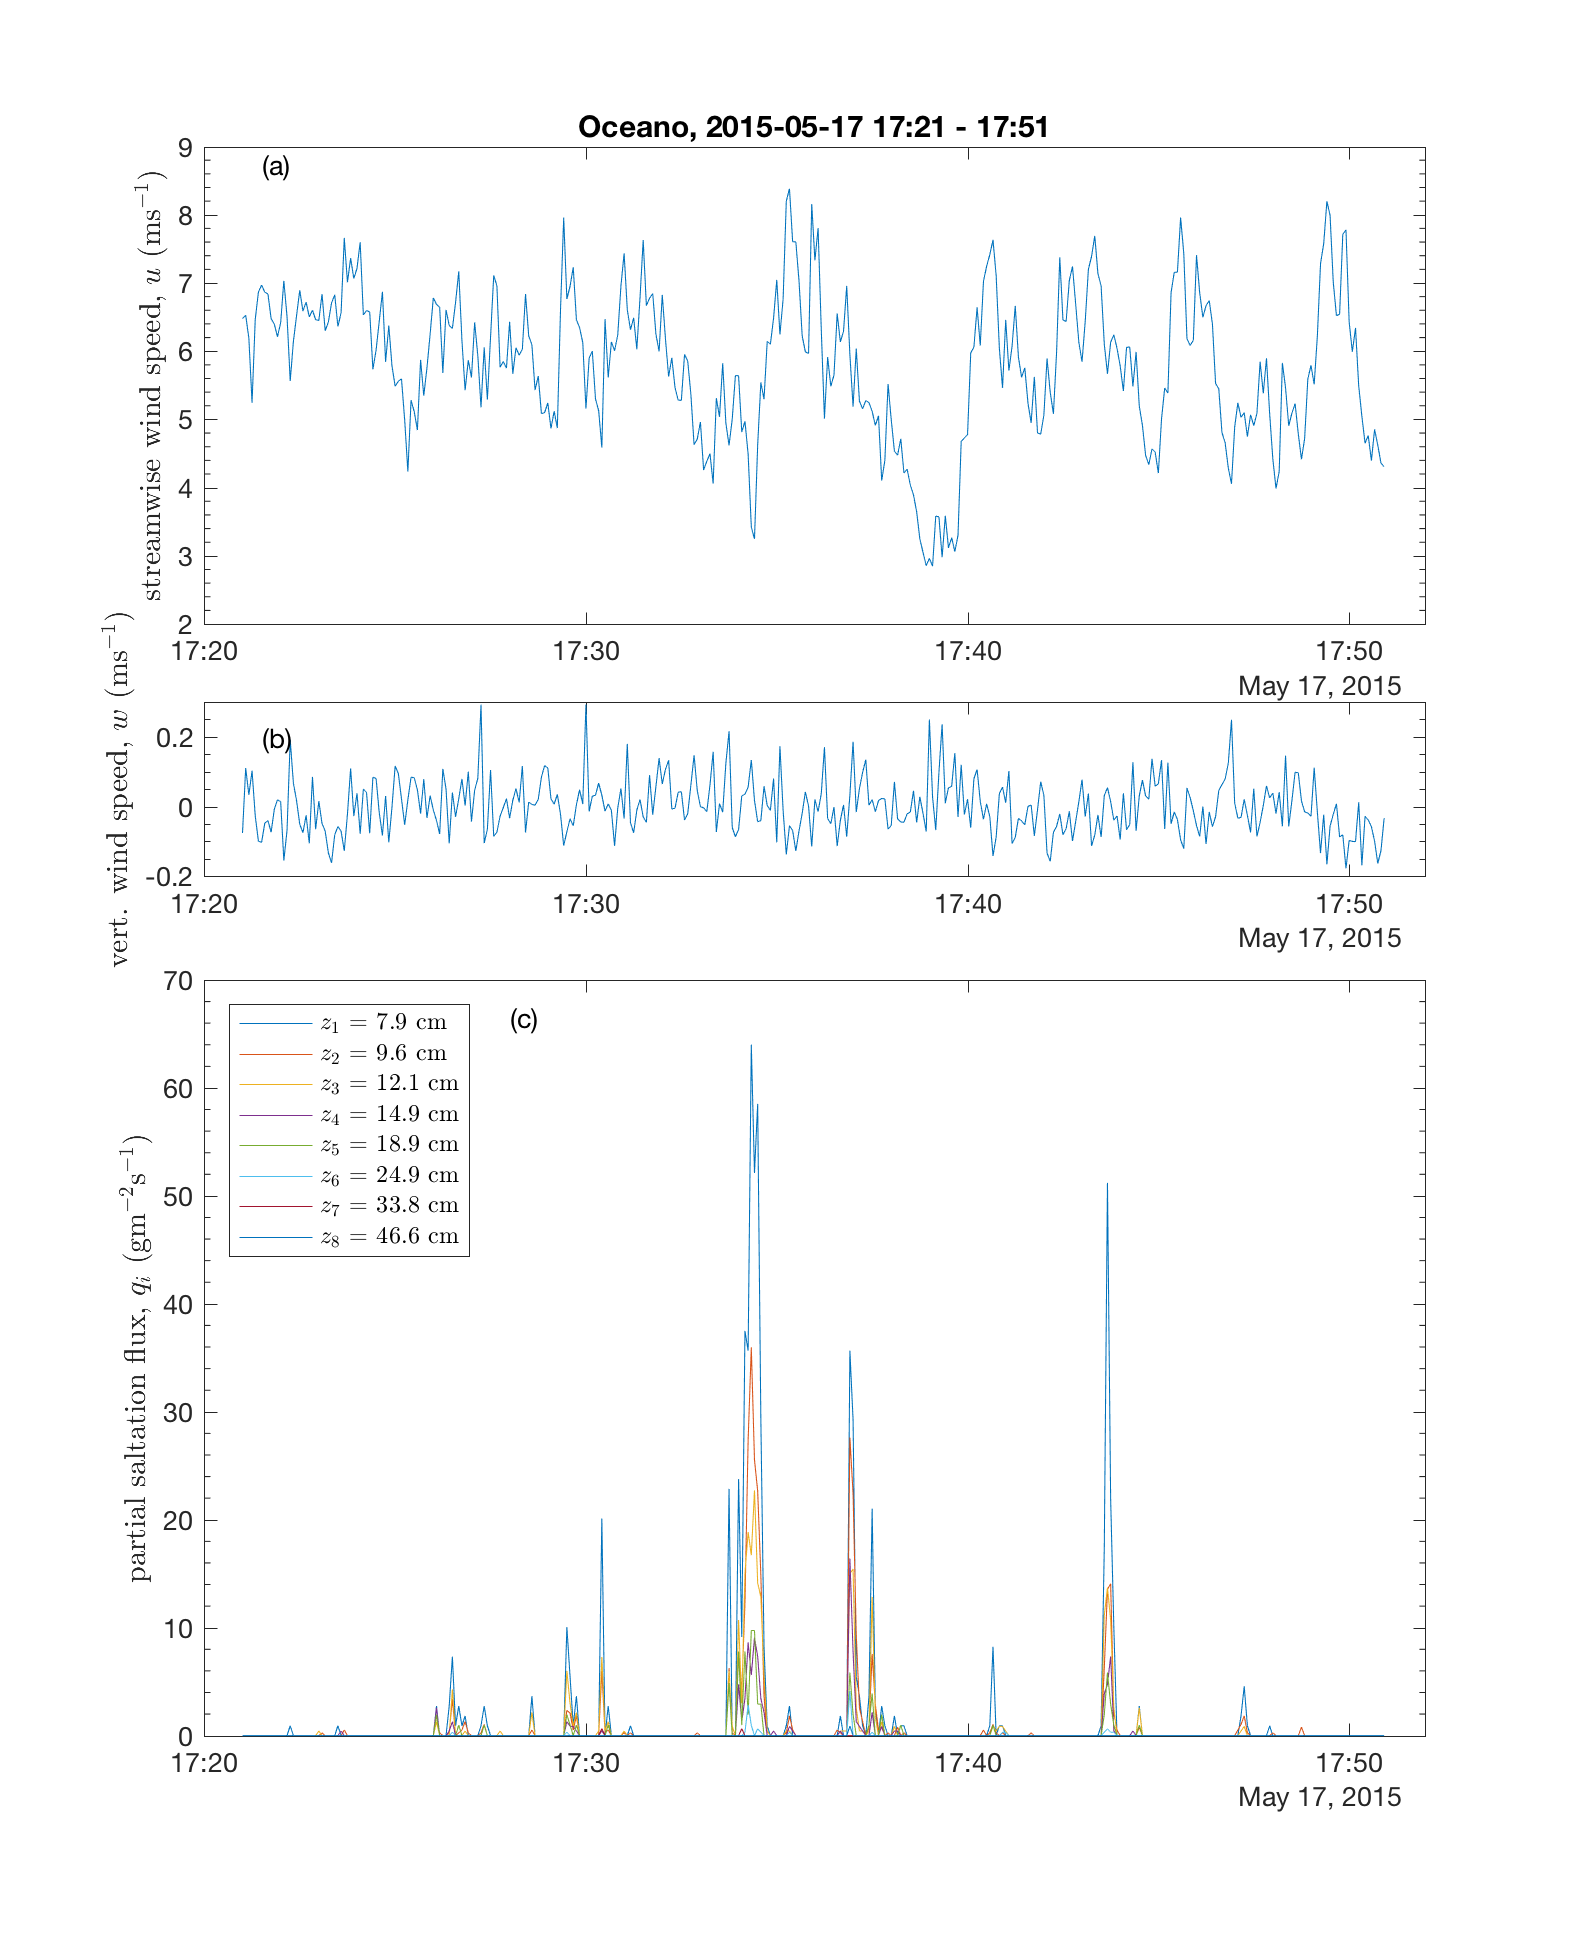 Oceano, 2015-05-17 17:21 - 17:51
(a)
streamwise wind speed, u (ms⁻¹)
9
8
7
6
5
4
3
2
17:20 17:30 17:40 17:50
May 17, 2015
(b)
vert. wind speed, w (ms⁻¹)
0.2
0
-0.2
17:20 17:30 17:40 17:50
May 17, 2015
(c)
partial saltation flux, qᵢ (gm⁻²s⁻¹)
70
60
50
40
30
20
10
0
z₁ = 7.9 cm
z₂ = 9.6 cm
z₃ = 12.1 cm
z₄ = 14.9 cm
z₅ = 18.9 cm
z₆ = 24.9 cm
z₇ = 33.8 cm
z₈ = 46.6 cm
17:20 17:30 17:40 17:50
May 17, 2015